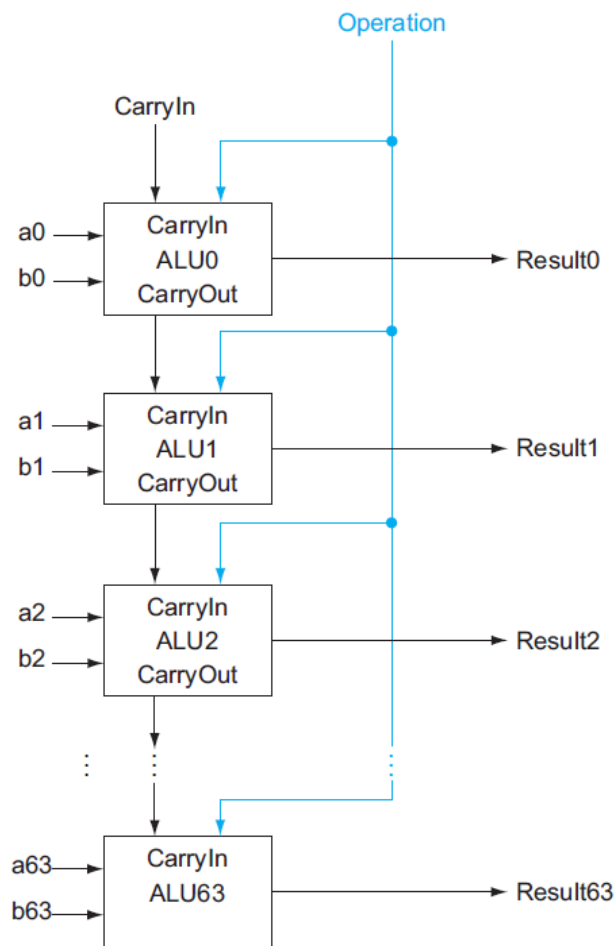 Operation
CarryIn
a0
b0
CarryIn
ALU0
CarryOut
Result0
a1
b1
CarryIn
ALU1
CarryOut
Result1
a2
b2
CarryIn
ALU2
CarryOut
Result2
a63
b63
CarryIn
ALU63
Result63